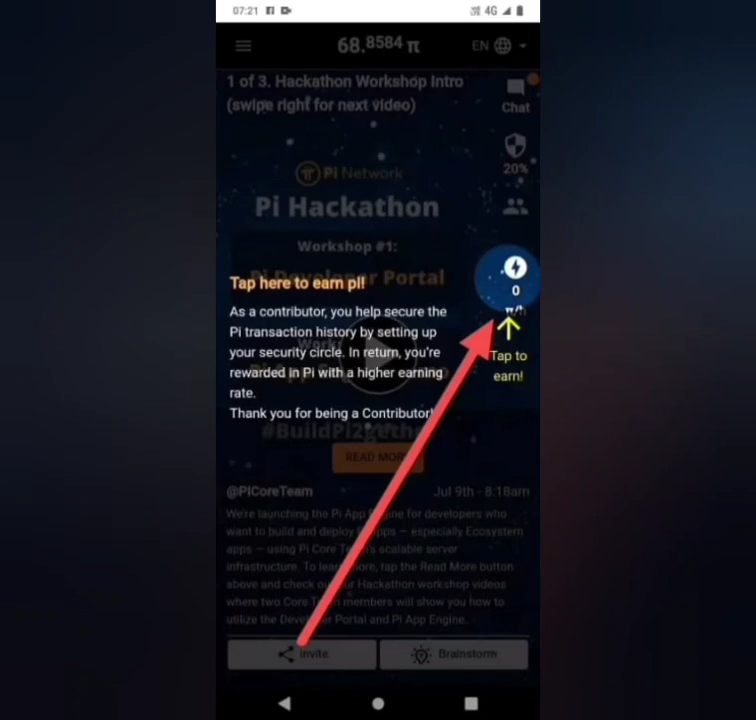 07:21
4G
68.8584 π
EN
1 of 3. Hackathon Workshop Intro
(swipe right for next video)
Chat
20%
Pi Network
Pi Hackathon
Workshop #1:
Pi Developer Portal
Tap here to earn pi!
0
π/h
As a contributor, you help secure the
Pi transaction history by setting up
your security circle. In return, you're
rewarded in Pi with a higher earning
rate.
Thank you for being a Contributor!
Tap to
earn!
#BuildPi2gether
READ MORE
@PiCoreTeam
Jul 9th - 8:18am
We're launching the Pi App Engine for developers who
want to build and deploy Pi apps — especially Ecosystem
apps — using Pi Core Team's scalable server
infrastructure. To learn more, tap the Read More button
above and check out our Hackathon workshop videos
where two Core Team members will show you how to
utilize the Developer Portal and Pi App Engine.
Invite
Brainstorm